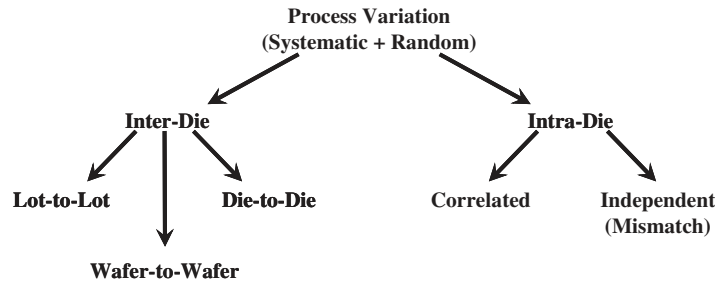 Process Variation
(Systematic + Random)
Inter-Die
Intra-Die
Lot-to-Lot
Die-to-Die
Correlated
Independent
(Mismatch)
Wafer-to-Wafer